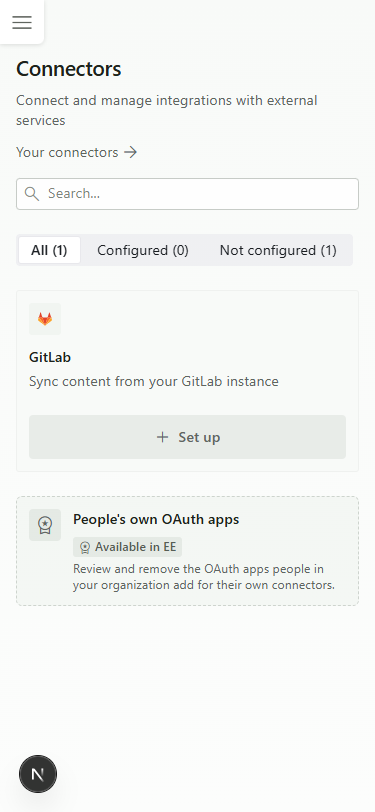 Connectors
Connect and manage integrations with external
services
Your connectors
Search...
All (1)
Configured (0)
Not configured (1)
GitLab
Sync content from your GitLab instance
Set up
People's own OAuth apps
Available in EE
Review and remove the OAuth apps people in
your organization add for their own connectors.
N